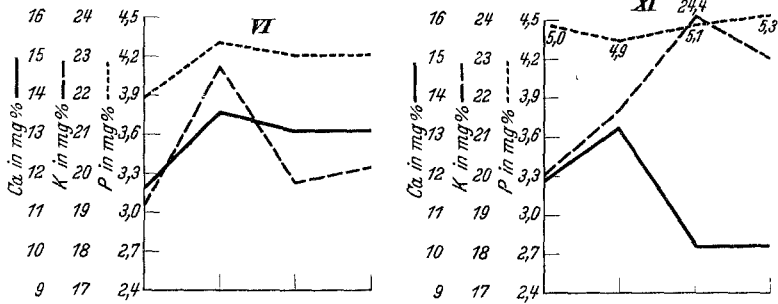 VI
16 24 4,5
15 23 4,2
14 22 3,9
13 21 3,6
12 20 3,3
11 19 3,0
10 18 2,7
9 17 2,4
Ca in mg%
K in mg%
P in mg%
XI
24,4
16 24 4,5
15 23 4,2
14 22 3,9
13 21 3,6
12 20 3,3
11 19 3,0
10 18 2,7
9 17 2,4
Ca in mg%
K in mg%
P in mg%
5,0
4,9
5,1
5,3